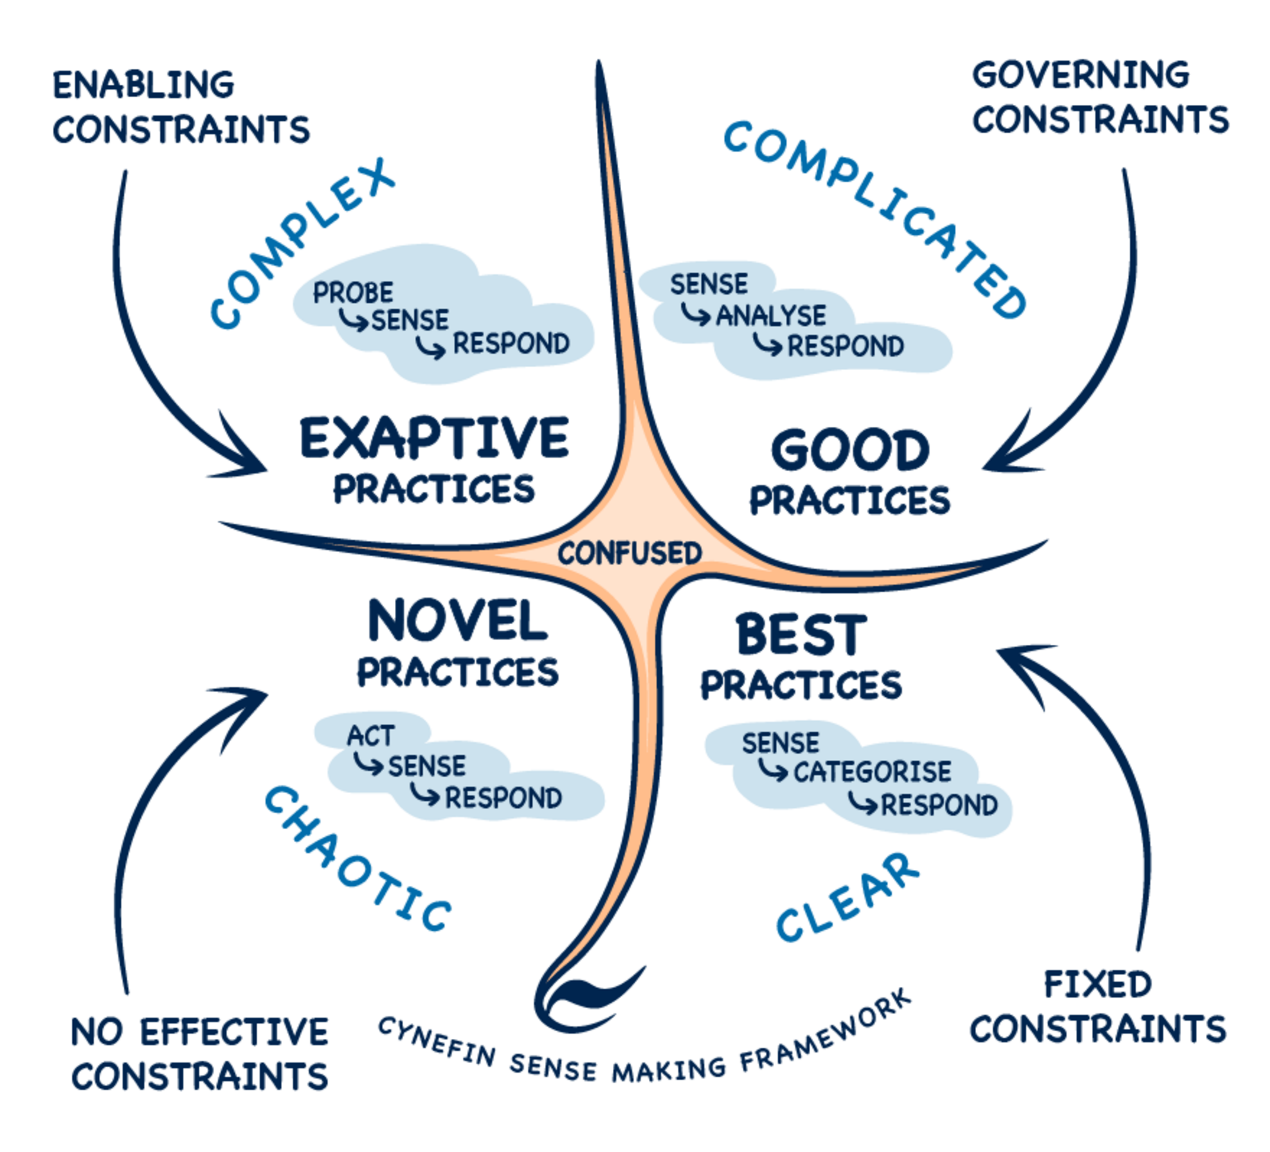 ENABLING
CONSTRAINTS
COMPLEX
PROBE
SENSE
RESPOND
EXAPTIVE
PRACTICES
GOVERNING
CONSTRAINTS
COMPLICATED
SENSE
ANALYSE
RESPOND
GOOD
PRACTICES
CONFUSED
NOVEL
PRACTICES
ACT
SENSE
RESPOND
CHAOTIC
NO EFFECTIVE
CONSTRAINTS
BEST
PRACTICES
SENSE
CATEGORISE
RESPOND
CLEAR
FIXED
CONSTRAINTS
CYNEFIN SENSE MAKING FRAMEWORK